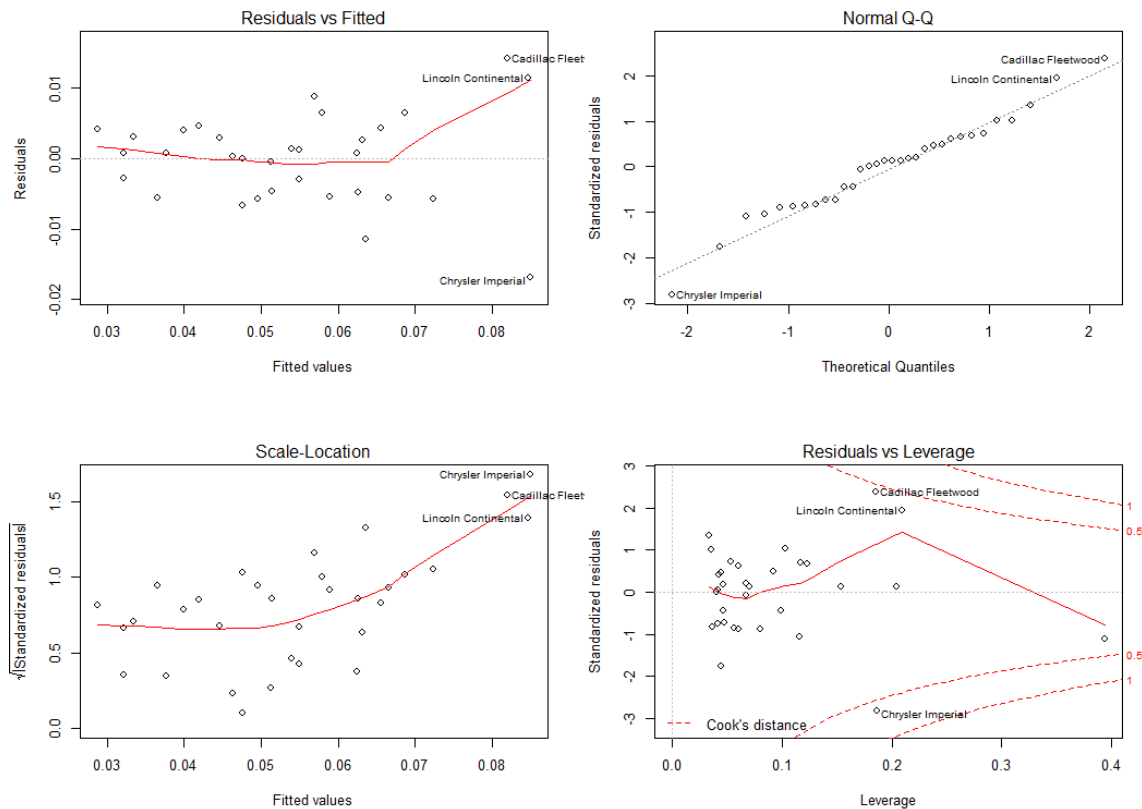 Residuals vs Fitted
Residuals
0.01
0.00
-0.01
-0.02
Cadillac Fleet
Lincoln Continental
Chrysler Imperial
0.03 0.04 0.05 0.06 0.07 0.08
Fitted values
Normal Q-Q
Standardized residuals
2
1
0
-1
-2
-3
Cadillac Fleetwood
Lincoln Continental
Chrysler Imperial
-2 -1 0 1 2
Theoretical Quantiles
Scale-Location
√|Standardized residuals|
1.5
1.0
0.5
0.0
Chrysler Imperial
Cadillac Fleet
Lincoln Continental
0.03 0.04 0.05 0.06 0.07 0.08
Fitted values
Residuals vs Leverage
Standardized residuals
3
2
1
0
-1
-2
-3
Cadillac Fleetwood
Lincoln Continental
Chrysler Imperial
1
0.5
0.5
1
Cook's distance
0.0 0.1 0.2 0.3 0.4
Leverage